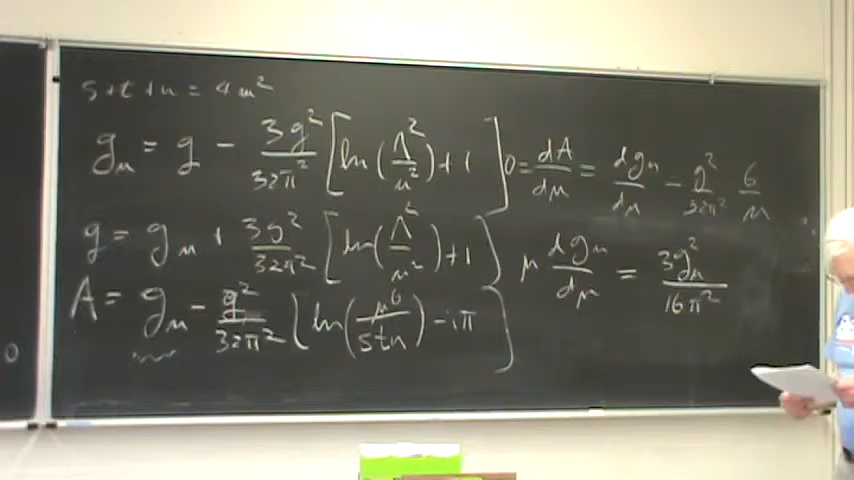 s+t+u = 4m²
g_μ = g - 3g²/32π² [ln(Λ²/μ²)+1]
0 = dA/dμ = dg_μ/dμ - g²/32π² 6/μ
g = g_μ + 3g²/32π² [ln(Λ²/μ²)+1]
μ dg_μ/dμ = 3g_μ²/16π²
A = g_μ - g²/32π² [ln(μ⁶/stu) - iπ]
0